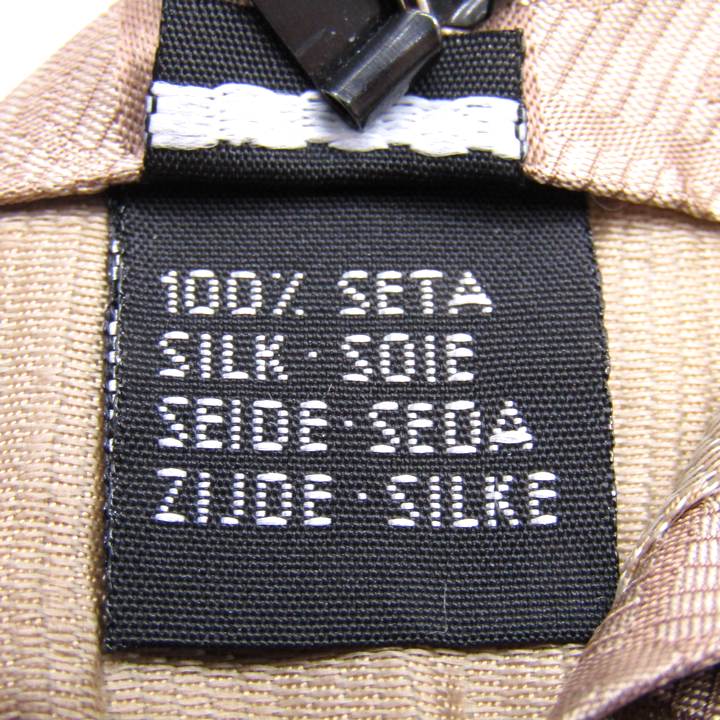 100% SETA
SILK · SOIE
SEIDE · SEDA
ZIJDE · SILKE